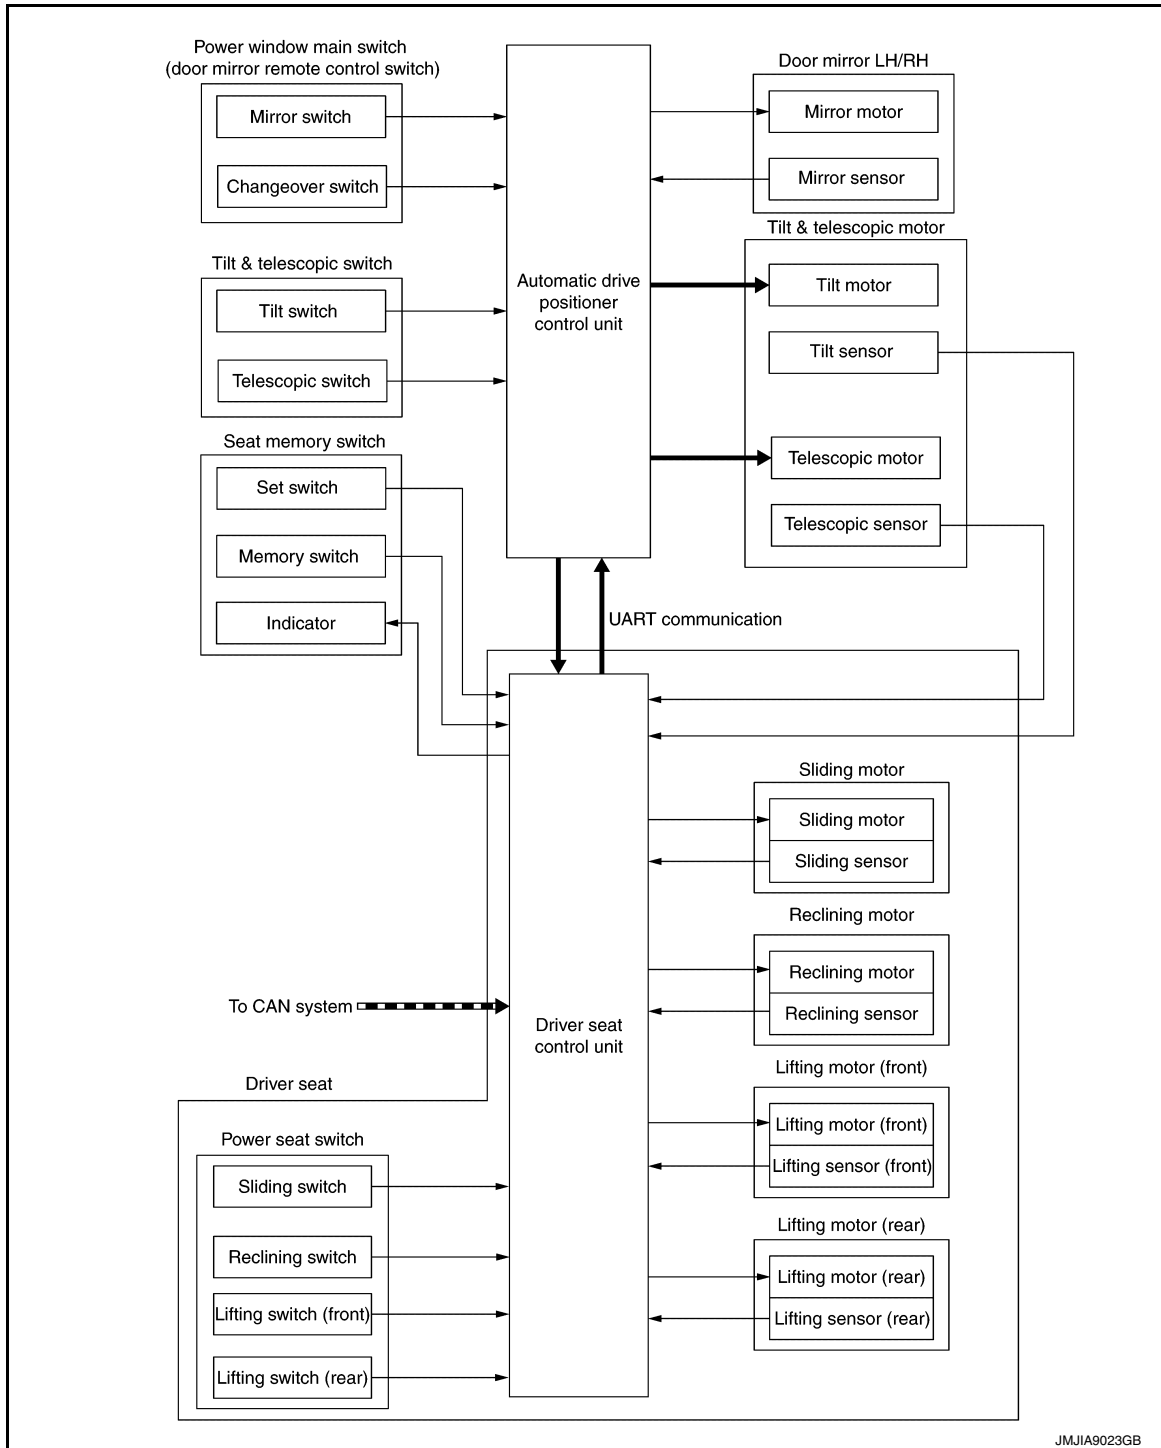 Power window main switch
(door mirror remote control switch)
Mirror switch
Changeover switch
Tilt & telescopic switch
Tilt switch
Telescopic switch
Seat memory switch
Set switch
Memory switch
Indicator
Automatic drive
positioner
control unit
Door mirror LH/RH
Mirror motor
Mirror sensor
Tilt & telescopic motor
Tilt motor
Tilt sensor
Telescopic motor
Telescopic sensor
UART communication
To CAN system
Driver seat
Power seat switch
Sliding switch
Reclining switch
Lifting switch (front)
Lifting switch (rear)
Driver seat
control unit
Sliding motor
Sliding motor
Sliding sensor
Reclining motor
Reclining motor
Reclining sensor
Lifting motor (front)
Lifting motor (front)
Lifting sensor (front)
Lifting motor (rear)
Lifting motor (rear)
Lifting sensor (rear)
JMJIA9023GB